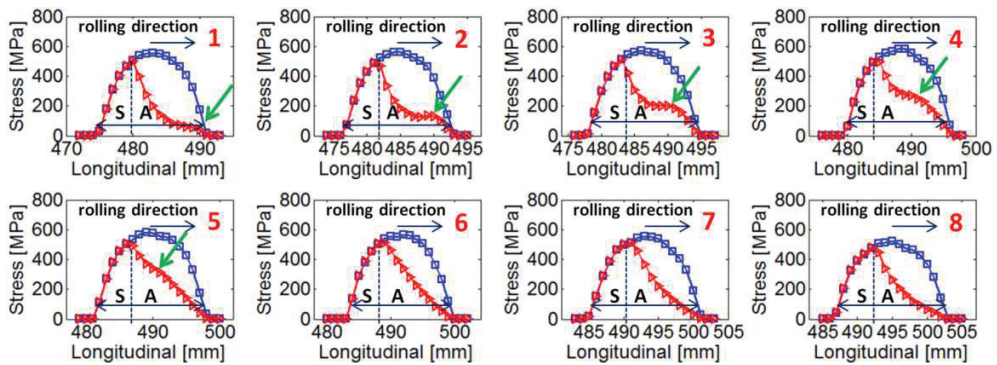 800
600
400
200
0
Stress [MPa]
rolling direction
1
S A
470 480 490
Longitudinal [mm]
800
600
400
200
0
Stress [MPa]
rolling direction
2
S A
475 480 485 490 495
Longitudinal [mm]
800
600
400
200
0
Stress [MPa]
rolling direction
3
S A
475 480 485 490 495
Longitudinal [mm]
800
600
400
200
0
Stress [MPa]
rolling direction
4
S A
480 490 500
Longitudinal [mm]
800
600
400
200
0
Stress [MPa]
rolling direction
5
S A
480 490 500
Longitudinal [mm]
800
600
400
200
0
Stress [MPa]
rolling direction
6
S A
480 490 500
Longitudinal [mm]
800
600
400
200
0
Stress [MPa]
rolling direction
7
S A
485 490 495 500 505
Longitudinal [mm]
800
600
400
200
0
Stress [MPa]
rolling direction
8
S A
485 490 495 500 505
Longitudinal [mm]